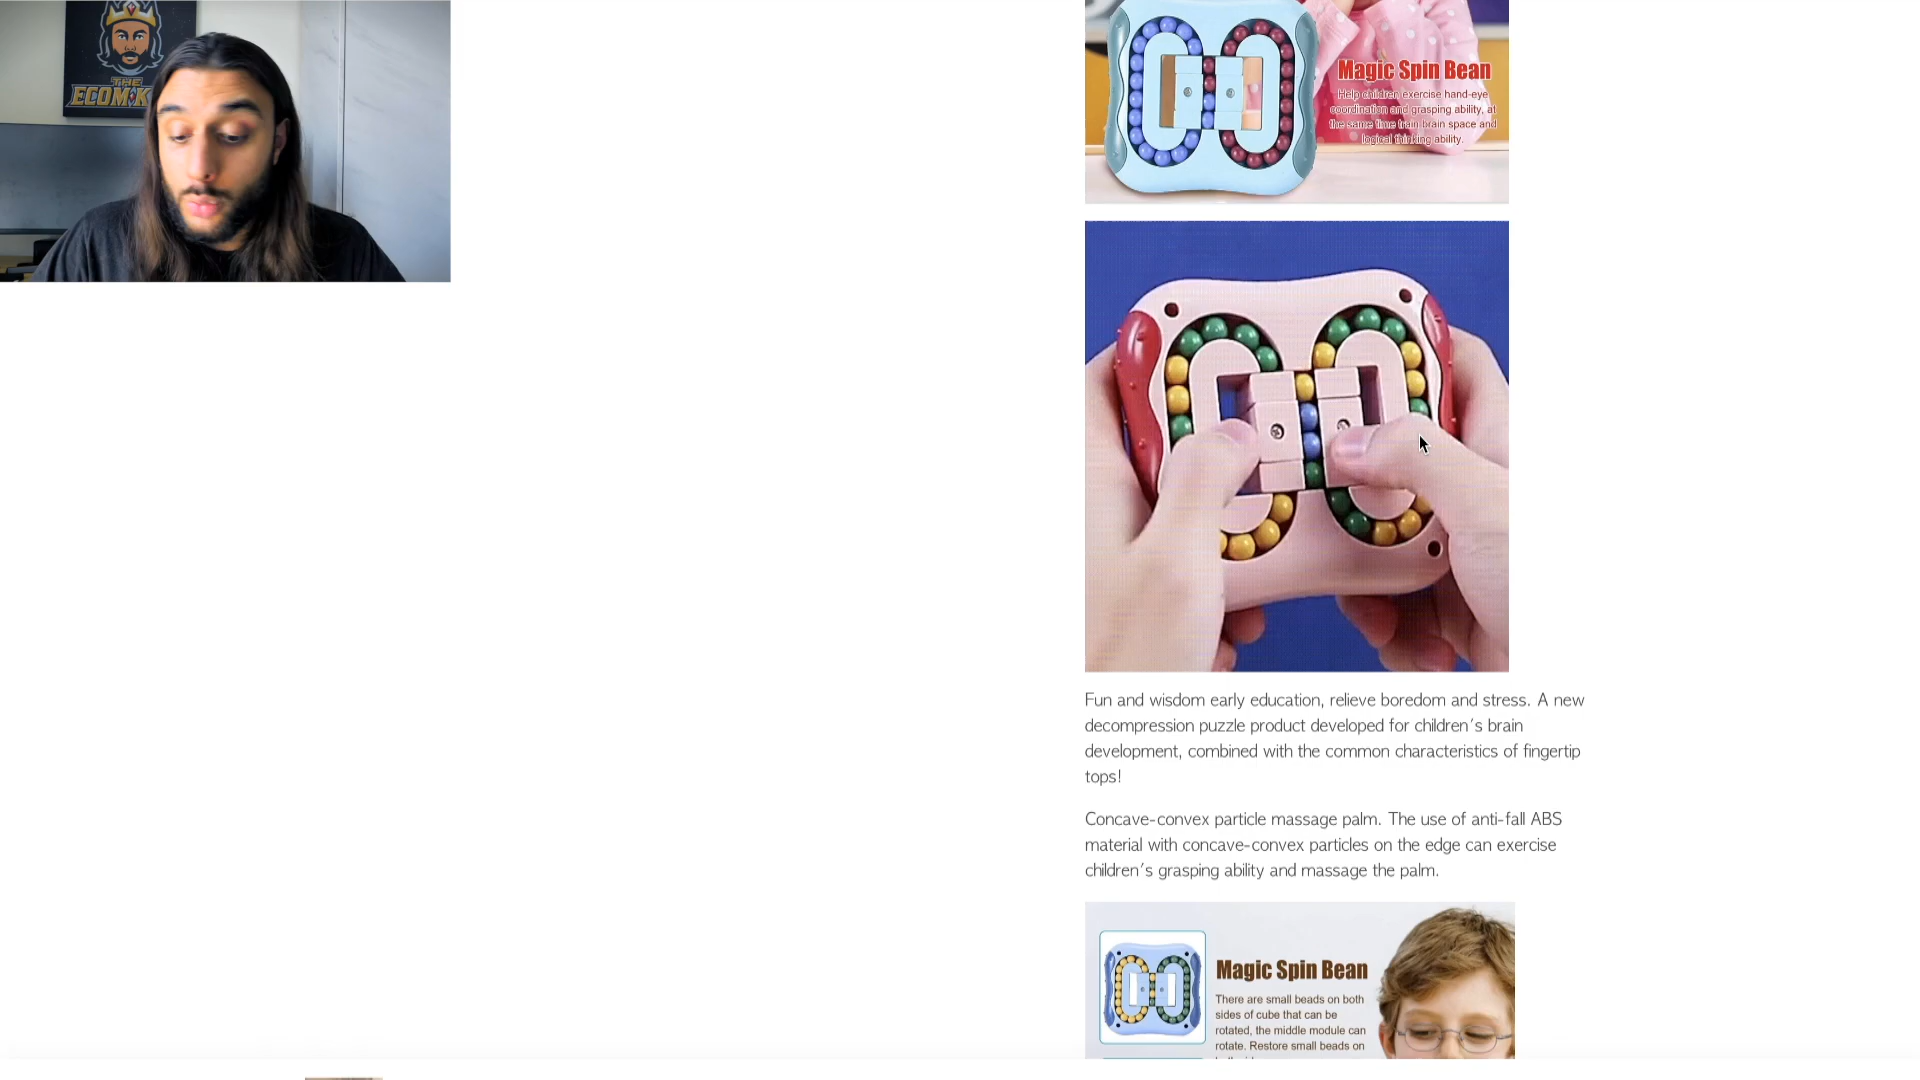 THE
ECOM K
Magic Spin Bean
Help children exercise hand-eye
coordination and grasping ability, at
the same time train brain space and
logical thinking ability.
Fun and wisdom early education, relieve boredom and stress. A new
decompression puzzle product developed for children's brain
development, combined with the common characteristics of fingertip
tops!
Concave-convex particle massage palm. The use of anti-fall ABS
material with concave-convex particles on the edge can exercise
children's grasping ability and massage the palm.
Magic Spin Bean
There are small beads on both
sides of cube that can be
rotated, the middle module can
rotate. Restore small beads on